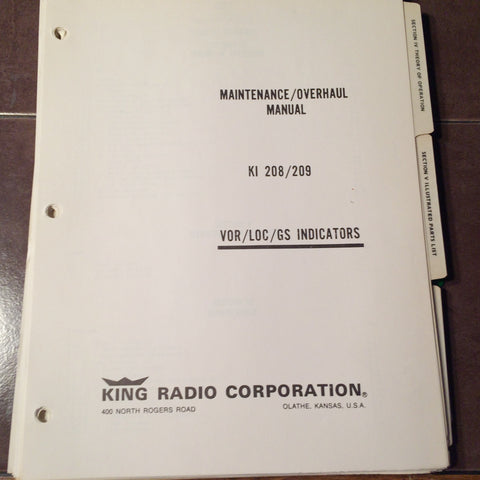 MAINTENANCE/OVERHAUL
MANUAL
KI 208/209
VOR/LOC/GS INDICATORS
KING RADIO CORPORATION®
400 NORTH ROGERS ROAD
OLATHE, KANSAS, U.S.A.
SECTION IV THEORY OF OPERATION
SECTION V ILLUSTRATED PARTS LIST